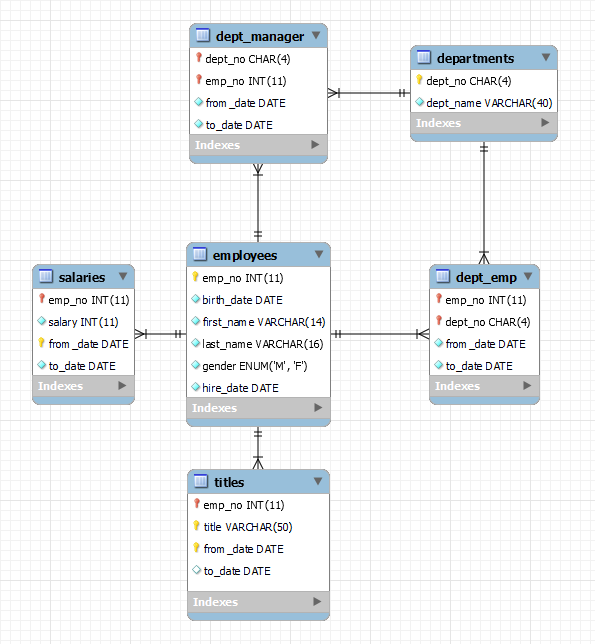 dept_manager
dept_no CHAR(4)
emp_no INT(11)
from_date DATE
to_date DATE
Indexes
departments
dept_no CHAR(4)
dept_name VARCHAR(40)
Indexes
salaries
emp_no INT(11)
salary INT(11)
from_date DATE
to_date DATE
Indexes
employees
emp_no INT(11)
birth_date DATE
first_name VARCHAR(14)
last_name VARCHAR(16)
gender ENUM('M', 'F')
hire_date DATE
Indexes
dept_emp
emp_no INT(11)
dept_no CHAR(4)
from_date DATE
to_date DATE
Indexes
titles
emp_no INT(11)
title VARCHAR(50)
from_date DATE
to_date DATE
Indexes